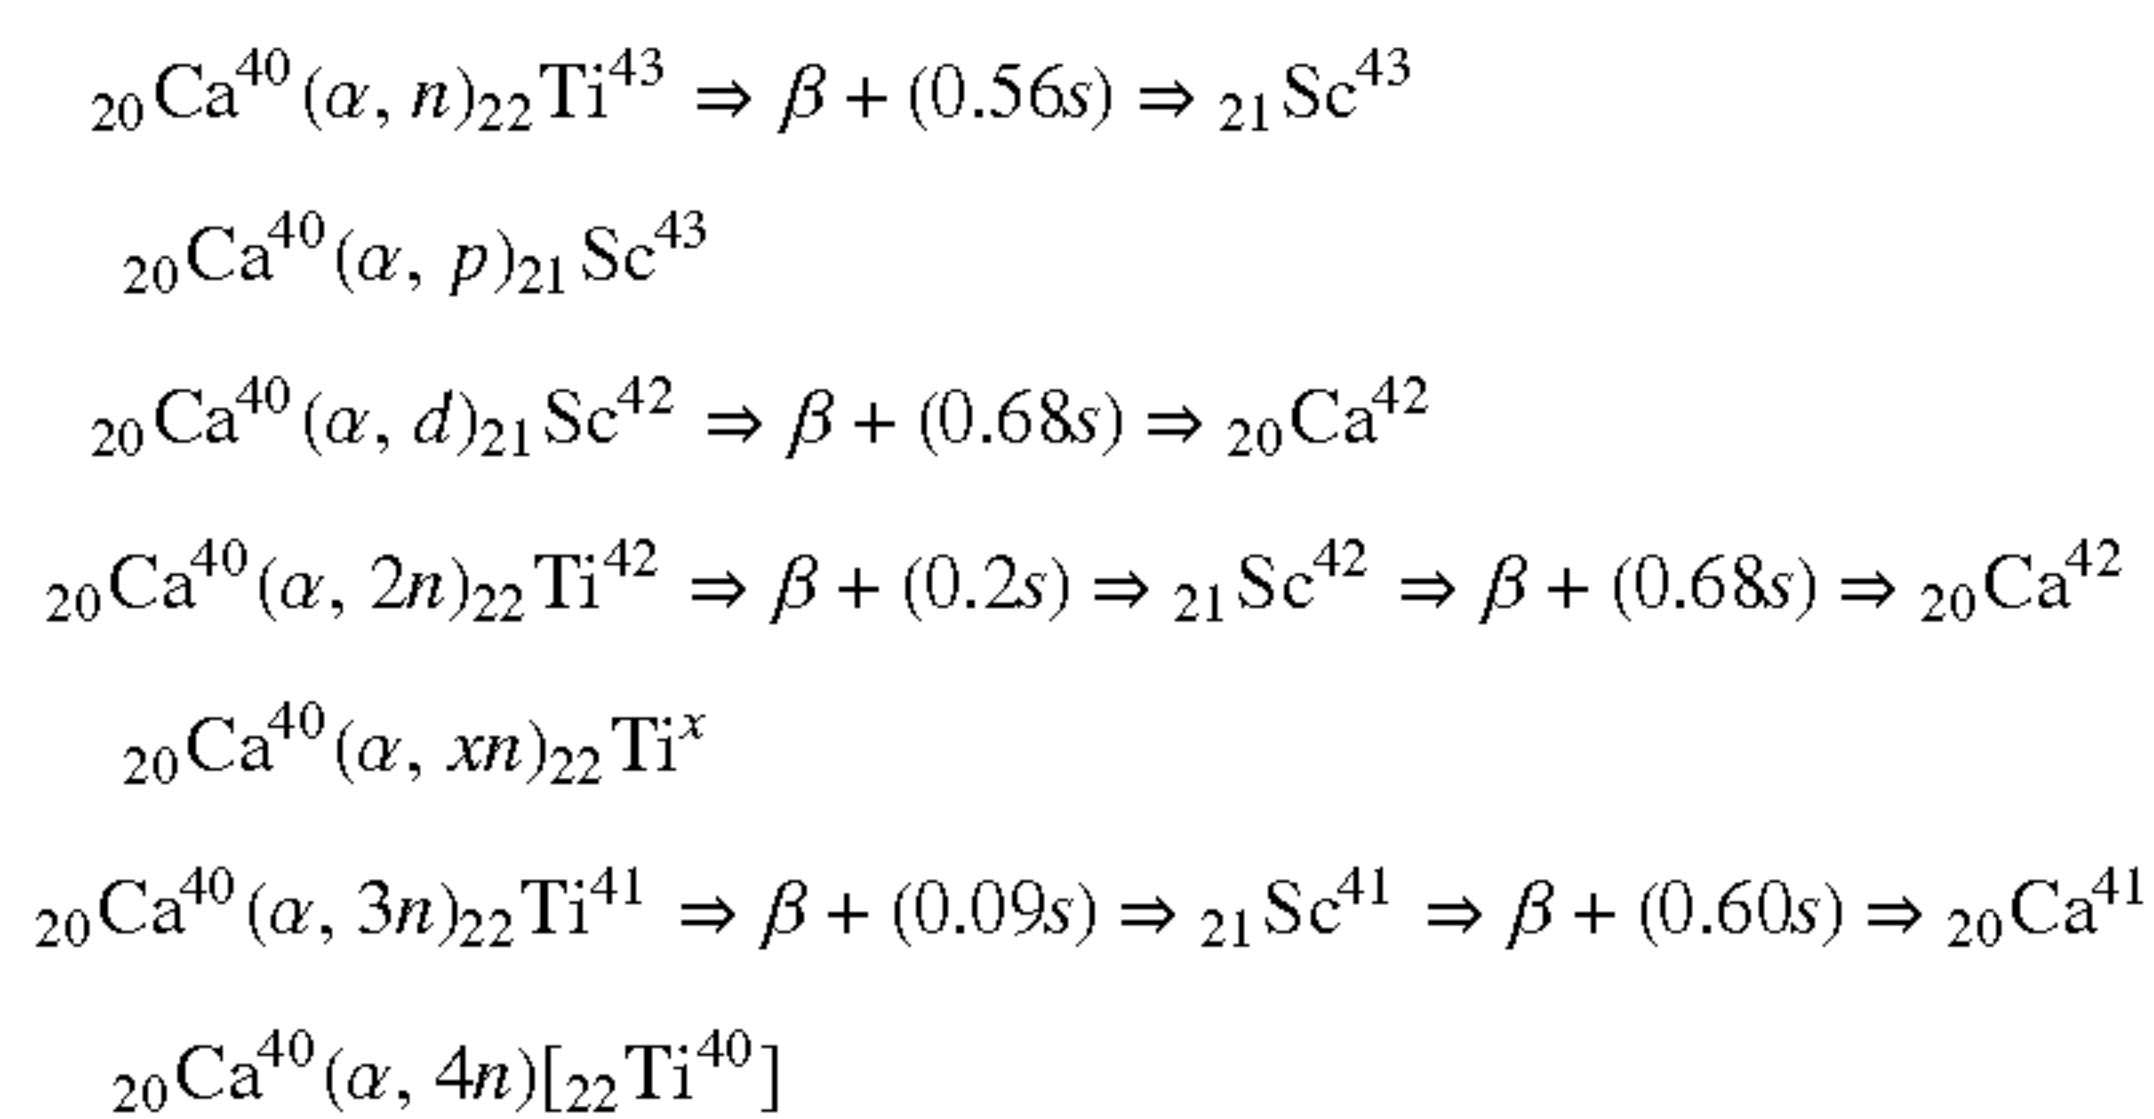 ₂₀Ca⁴⁰(α, n)₂₂Ti⁴³ ⇒ β + (0.56s) ⇒ ₂₁Sc⁴³
₂₀Ca⁴⁰(α, p)₂₁Sc⁴³
₂₀Ca⁴⁰(α, d)₂₁Sc⁴² ⇒ β + (0.68s) ⇒ ₂₀Ca⁴²
₂₀Ca⁴⁰(α, 2n)₂₂Ti⁴² ⇒ β + (0.2s) ⇒ ₂₁Sc⁴² ⇒ β + (0.68s) ⇒ ₂₀Ca⁴²
₂₀Ca⁴⁰(α, xn)₂₂Tiˣ
₂₀Ca⁴⁰(α, 3n)₂₂Ti⁴¹ ⇒ β + (0.09s) ⇒ ₂₁Sc⁴¹ ⇒ β + (0.60s) ⇒ ₂₀Ca⁴¹
₂₀Ca⁴⁰(α, 4n)[₂₂Ti⁴⁰]